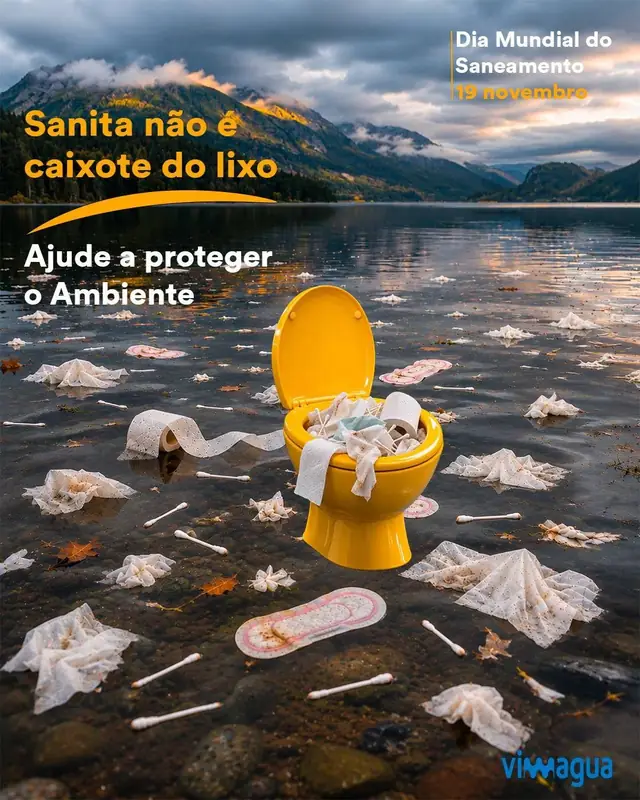 Dia Mundial do
Saneamento
19 novembro
Sanita não é
caixote do lixo
Ajude a proteger
o Ambiente
vimagua